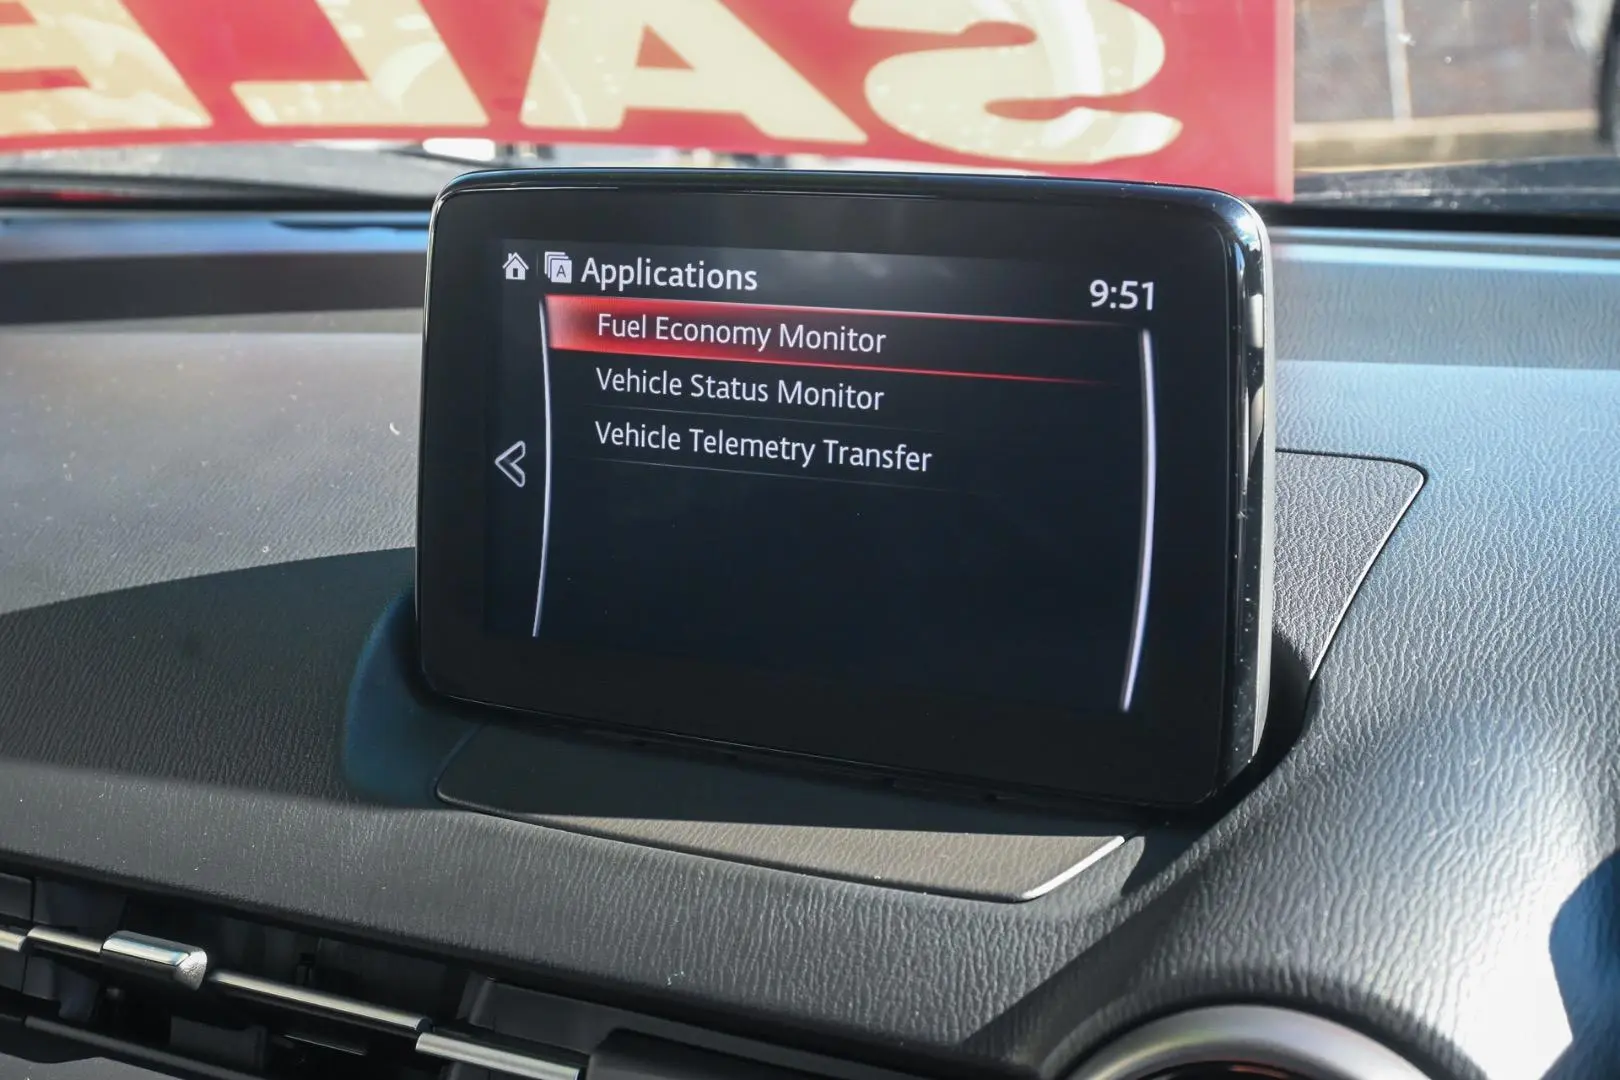 SALE
Applications
9:51
Fuel Economy Monitor
Vehicle Status Monitor
Vehicle Telemetry Transfer